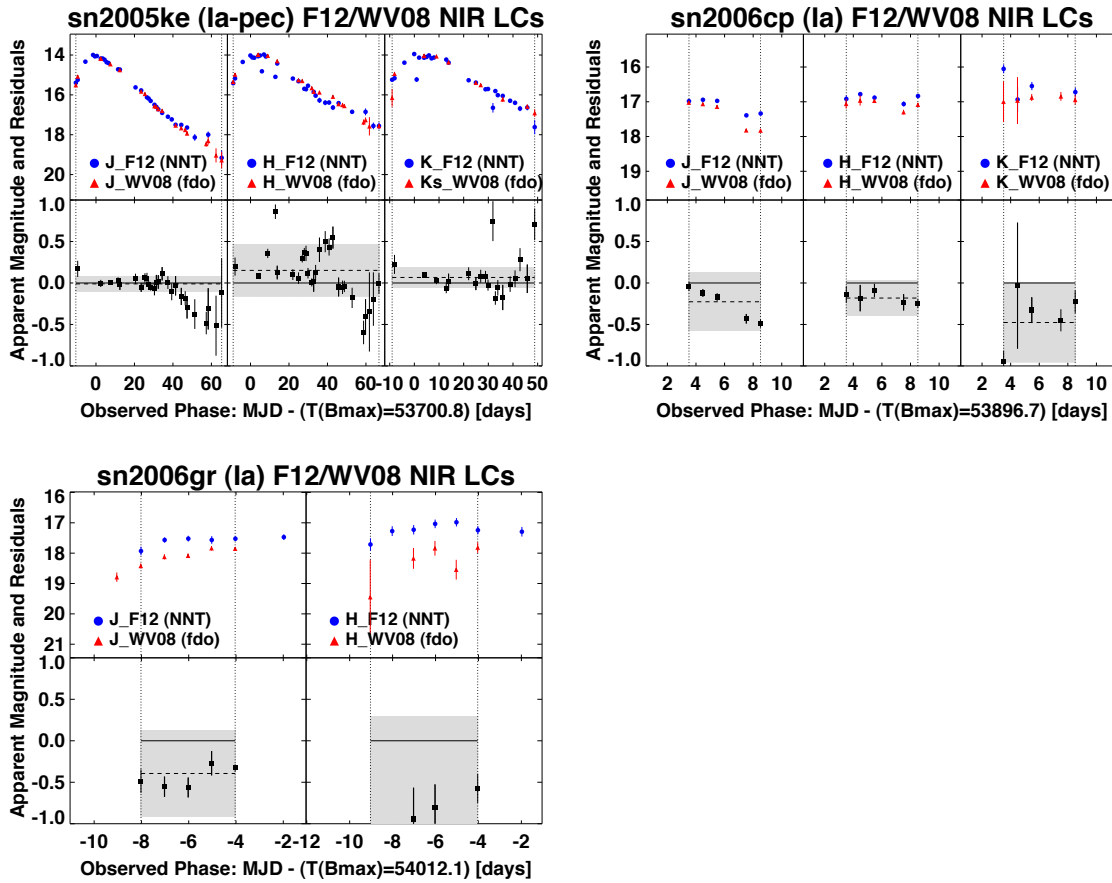 sn2005ke (Ia-pec) F12/WV08 NIR LCs
Apparent Magnitude and Residuals
14
16
18
20
J_F12 (NNT)
J_WV08 (fdo)
H_F12 (NNT)
H_WV08 (fdo)
K_F12 (NNT)
Ks_WV08 (fdo)
1.0
0.5
0.0
-0.5
-1.0
0 20 40 60
0 20 40 60
-10 0 10 20 30 40 50
Observed Phase: MJD - (T(Bmax)=53700.8) [days]
sn2006cp (Ia) F12/WV08 NIR LCs
Apparent Magnitude and Residuals
16
17
18
19
J_F12 (NNT)
J_WV08 (fdo)
H_F12 (NNT)
H_WV08 (fdo)
K_F12 (NNT)
K_WV08 (fdo)
1.0
0.5
0.0
-0.5
-1.0
2 4 6 8 10
2 4 6 8 10
2 4 6 8 10
Observed Phase: MJD - (T(Bmax)=53896.7) [days]
sn2006gr (Ia) F12/WV08 NIR LCs
Apparent Magnitude and Residuals
16
17
18
19
20
21
J_F12 (NNT)
J_WV08 (fdo)
H_F12 (NNT)
H_WV08 (fdo)
1.0
0.5
0.0
-0.5
-1.0
-10 -8 -6 -4 -2
-12 -10 -8 -6 -4 -2
Observed Phase: MJD - (T(Bmax)=54012.1) [days]